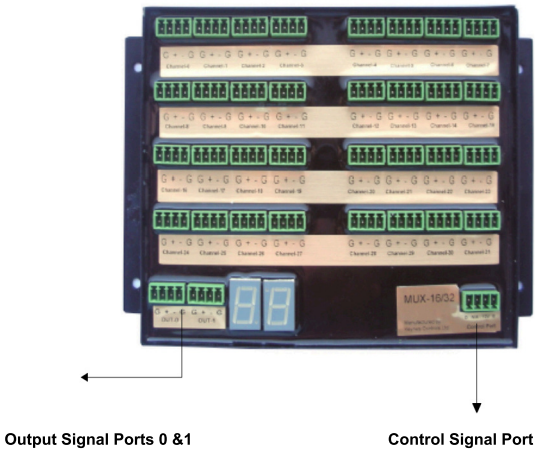 G + - G G + - G G + - G G + - G G + - G G + - G G + - G G + - G
Channel-0 Channel-1 Channel-2 Channel-3 Channel-4 Channel-5 Channel-6 Channel-7
G + - G G + - G G + - G G + - G G + - G G + - G G + - G G + - G
Channel-8 Channel-9 Channel-10 Channel-11 Channel-12 Channel-13 Channel-14 Channel-15
G + - G G + - G G + - G G + - G G + - G G + - G G + - G G + - G
Channel-16 Channel-17 Channel-18 Channel-19 Channel-20 Channel-21 Channel-22 Channel-23
G + - G G + - G G + - G G + - G G + - G G + - G G + - G G + - G
Channel-24 Channel-25 Channel-26 Channel-27 Channel-28 Channel-29 Channel-30 Channel-31
G + - G G + - G
OUT 0 OUT 1
MUX-16/32
Manufactured by
Control Port
Output Signal Ports 0 &1
Control Signal Port